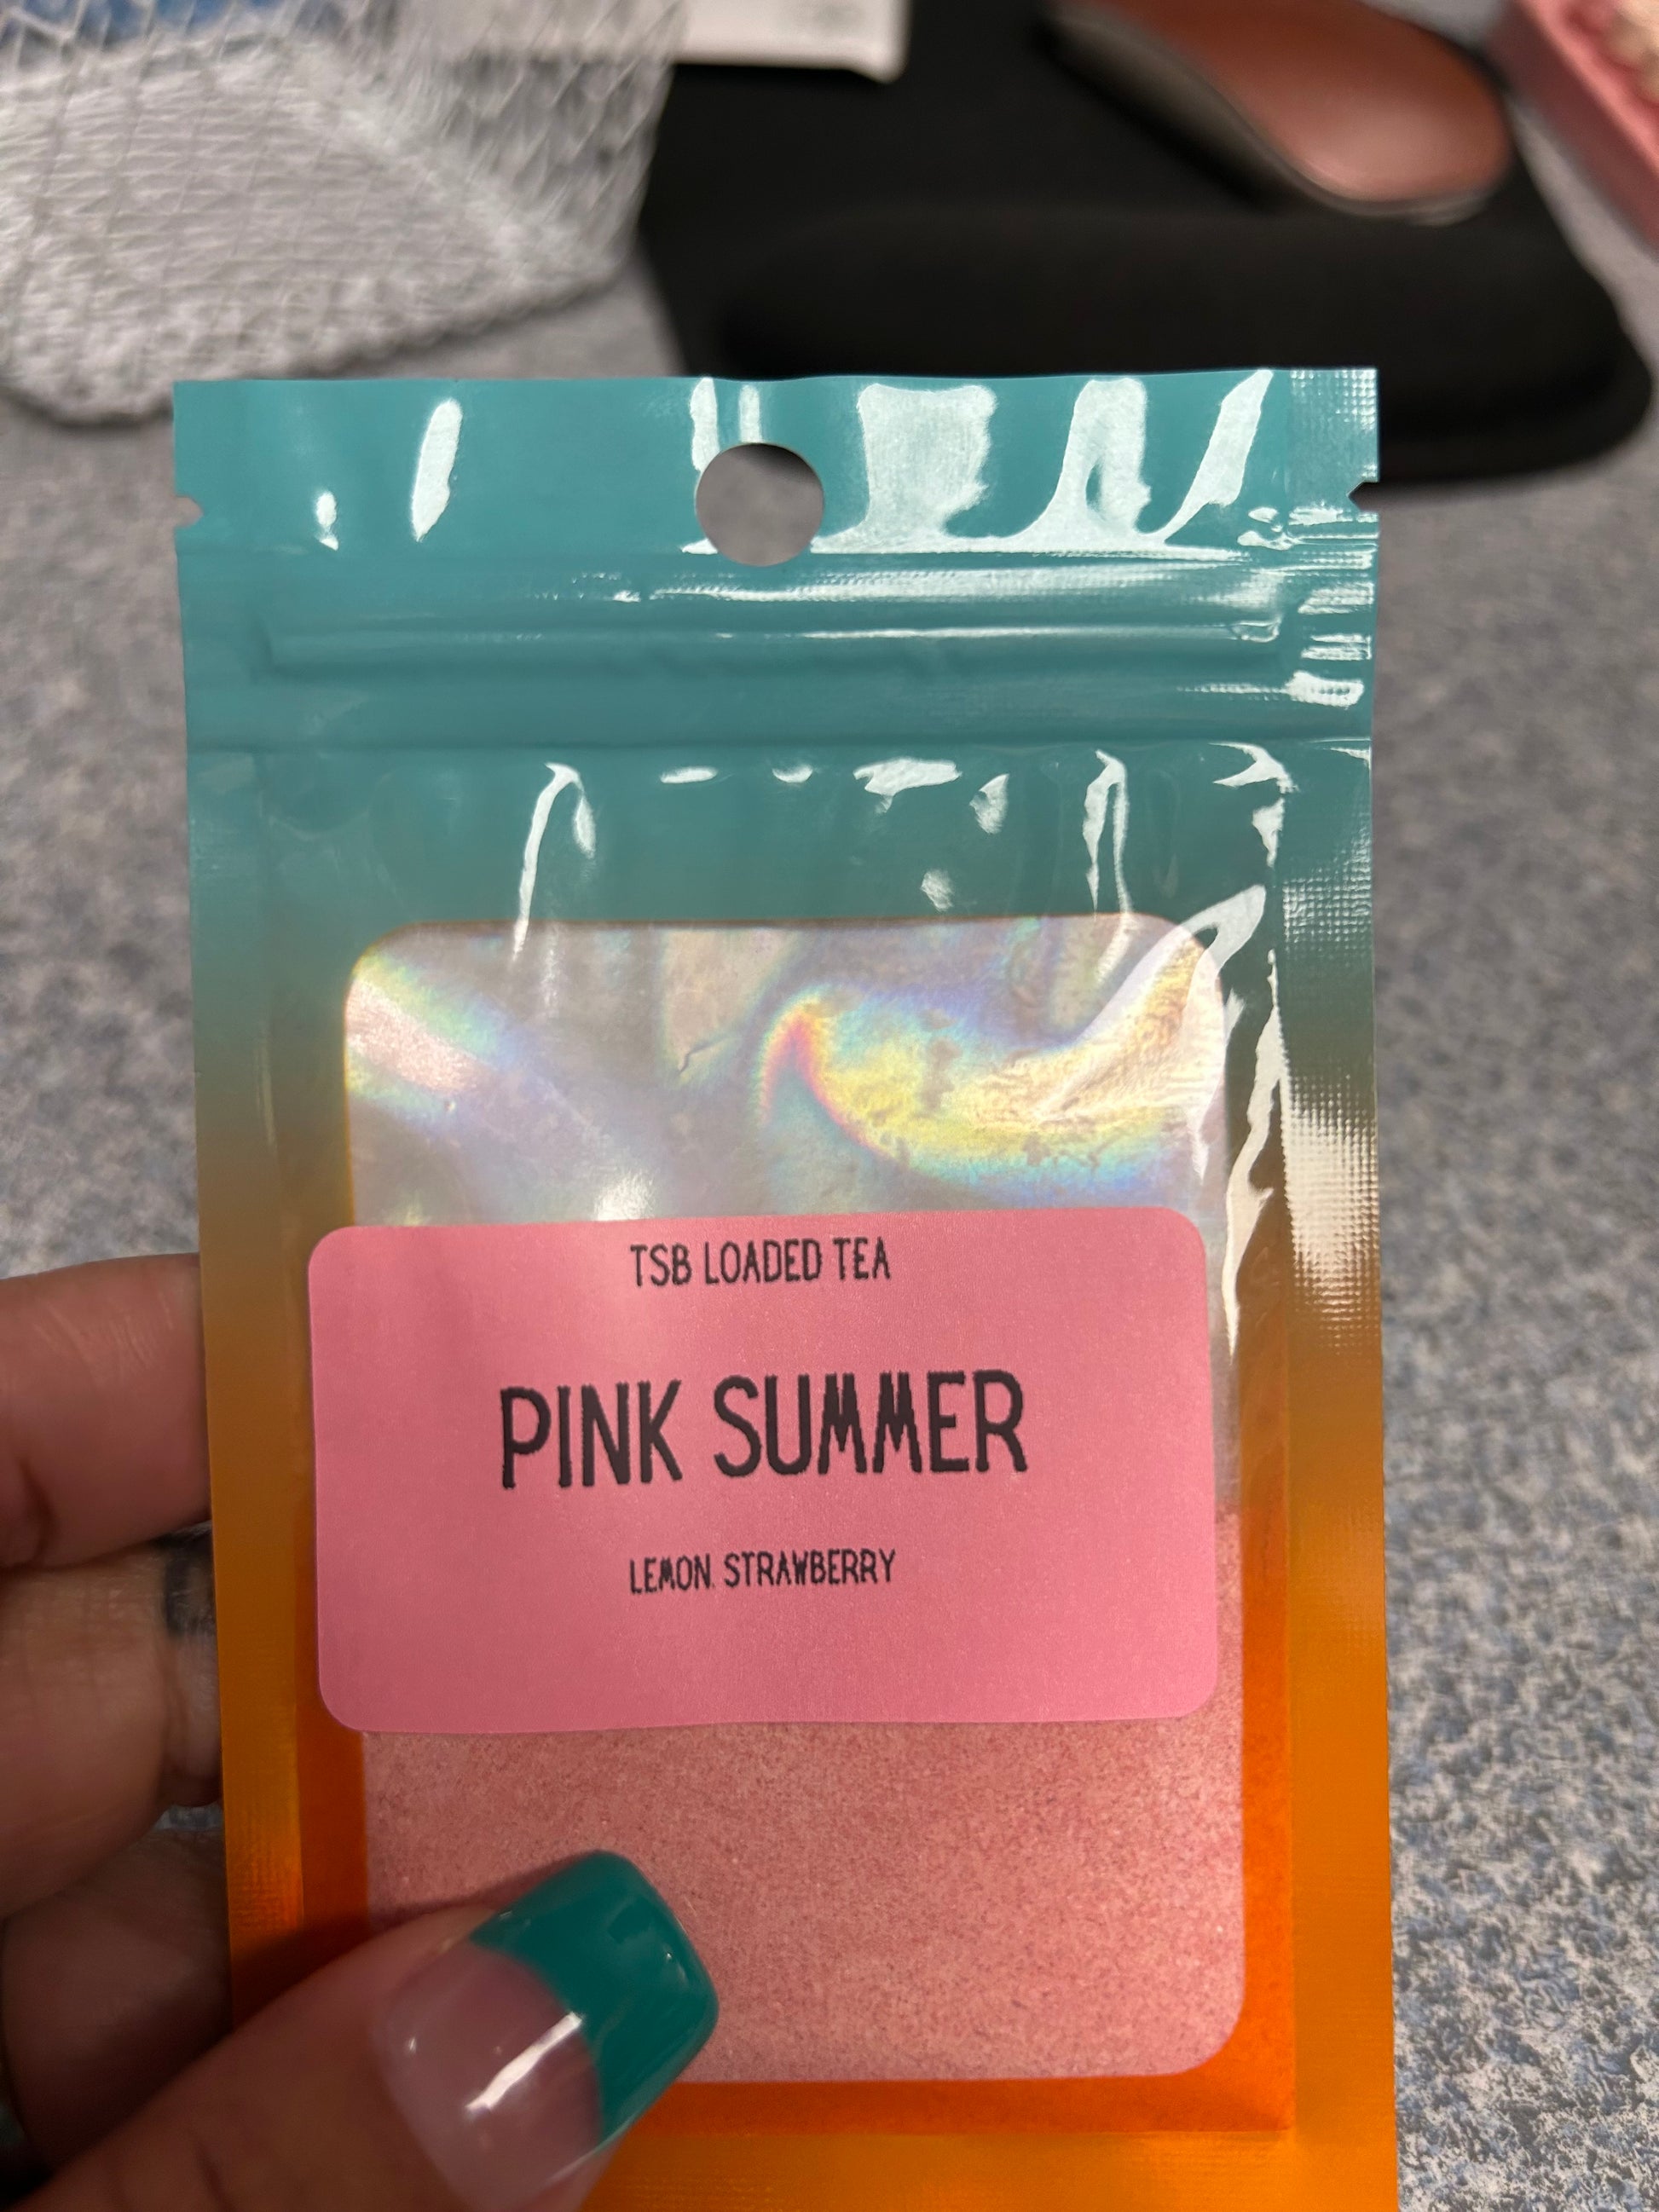 TSB LOADED TEA
PINK SUMMER
LEMON, STRAWBERRY